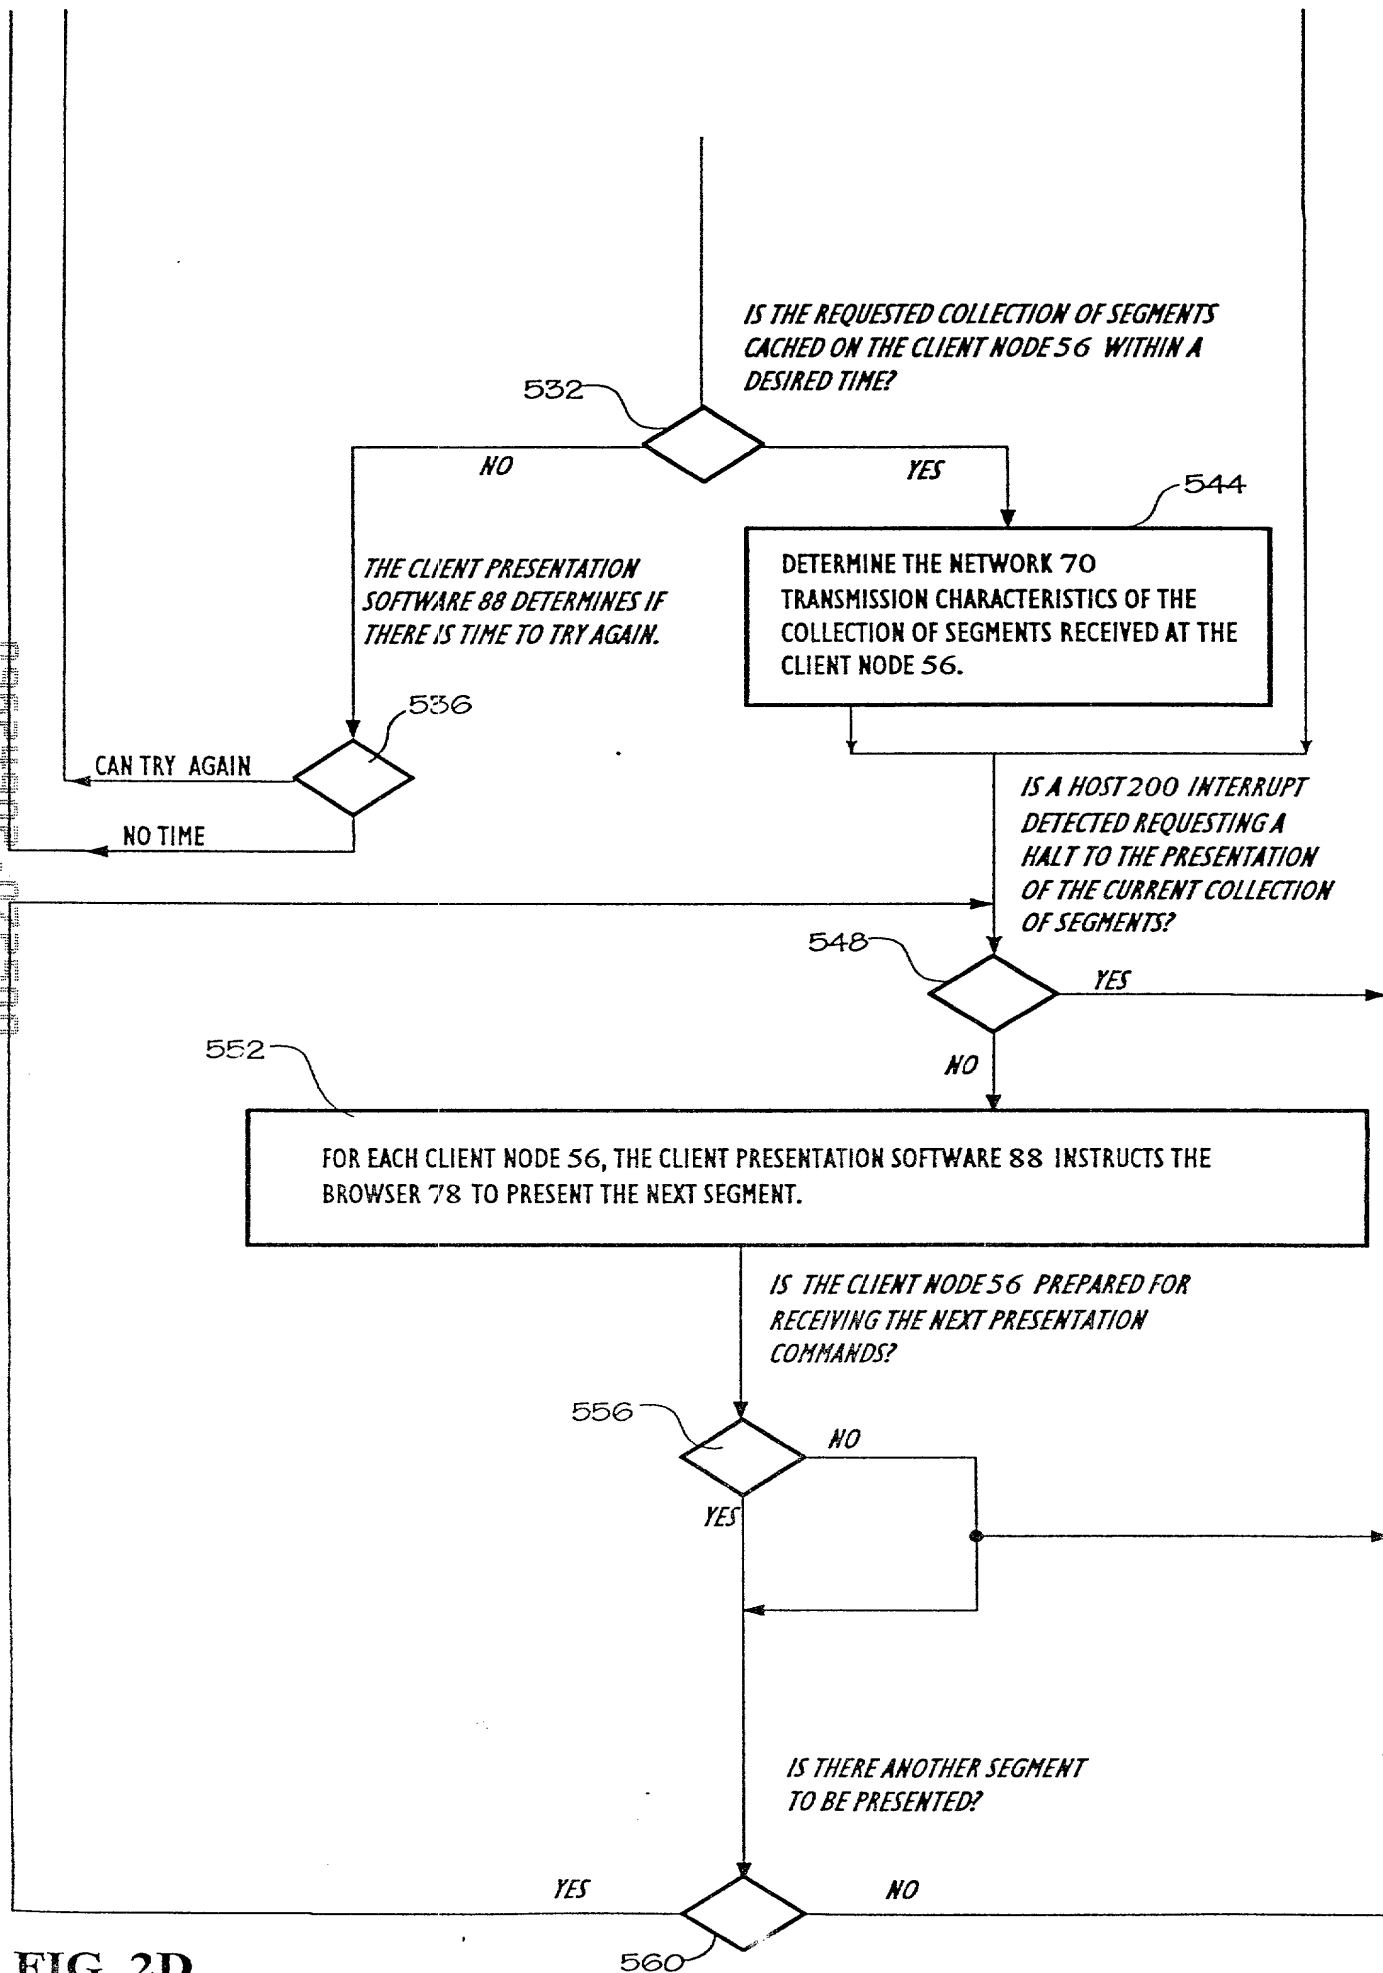 IS THE REQUESTED COLLECTION OF SEGMENTS
CACHED ON THE CLIENT NODE 56 WITHIN A
DESIRED TIME?
532
NO
YES
544
THE CLIENT PRESENTATION
SOFTWARE 88 DETERMINES IF
THERE IS TIME TO TRY AGAIN.
DETERMINE THE NETWORK 70
TRANSMISSION CHARACTERISTICS OF THE
COLLECTION OF SEGMENTS RECEIVED AT THE
CLIENT NODE 56.
536
CAN TRY AGAIN
NO TIME
IS A HOST 200 INTERRUPT
DETECTED REQUESTING A
HALT TO THE PRESENTATION
OF THE CURRENT COLLECTION
OF SEGMENTS?
548
YES
NO
552
FOR EACH CLIENT NODE 56, THE CLIENT PRESENTATION SOFTWARE 88 INSTRUCTS THE
BROWSER 78 TO PRESENT THE NEXT SEGMENT.
IS THE CLIENT NODE 56 PREPARED FOR
RECEIVING THE NEXT PRESENTATION
COMMANDS?
556
NO
YES
IS THERE ANOTHER SEGMENT
TO BE PRESENTED?
YES
NO
560
FIG. 2D